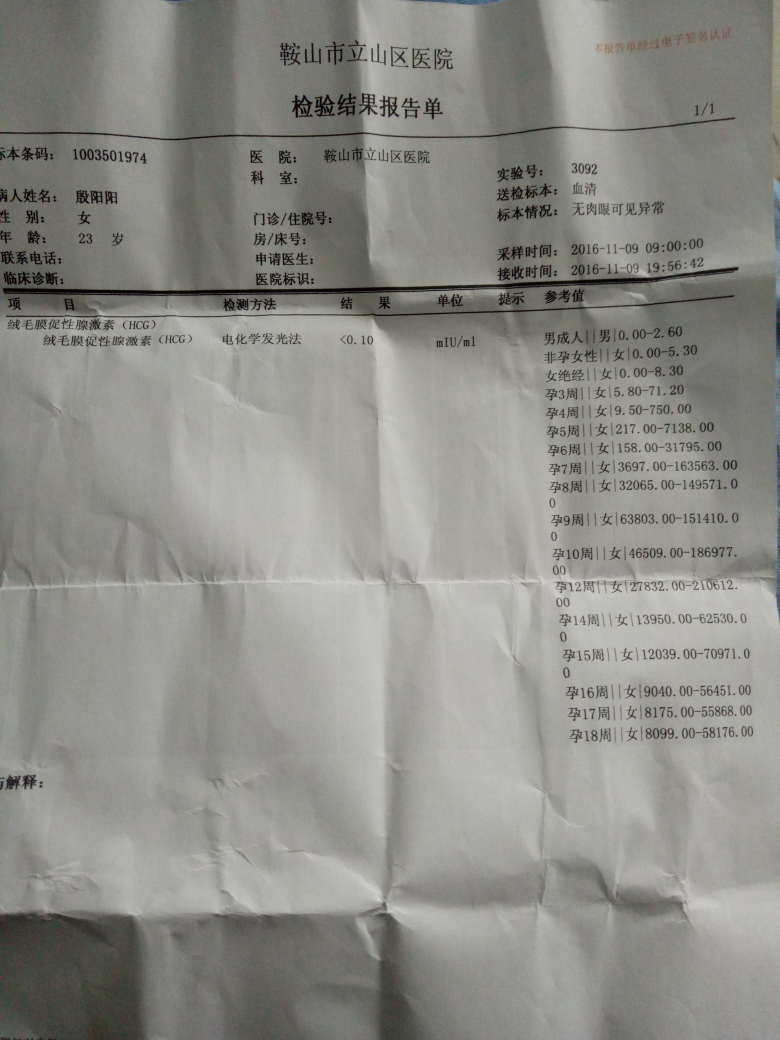 本报告单经过电子签名认证
鞍山市立山区医院
检验结果报告单
1/1
标本条码： 1003501974 医 院： 鞍山市立山区医院 实验号： 3092
科 室： 送检标本： 血清
病人姓名： 殷阳阳 标本情况： 无肉眼可见异常
性 别： 女 门诊/住院号：
年 龄： 23 岁 房/床号： 采样时间： 2016-11-09 09:00:00
联系电话： 申请医生： 接收时间： 2016-11-09 19:56:42
临床诊断： 医院标识：
项 目 检测方法 结 果 单位 提示 参考值
绒毛膜促性腺激素（HCG）
绒毛膜促性腺激素（HCG） 电化学发光法 <0.10 mIU/ml 男成人||男|0.00-2.60
非孕女性||女|0.00-5.30
女绝经||女|0.00-8.30
孕3周||女|5.80-71.20
孕4周||女|9.50-750.00
孕5周||女|217.00-7138.00
孕6周||女|158.00-31795.00
孕7周||女|3697.00-163563.00
孕8周||女|32065.00-149571.0
0
孕9周||女|63803.00-151410.0
0
孕10周||女|46509.00-186977.
00
孕12周||女|27832.00-210612.
00
孕14周||女|13950.00-62530.0
0
孕15周||女|12039.00-70971.0
0
孕16周||女|9040.00-56451.00
孕17周||女|8175.00-55868.00
孕18周||女|8099.00-58176.00
与解释：